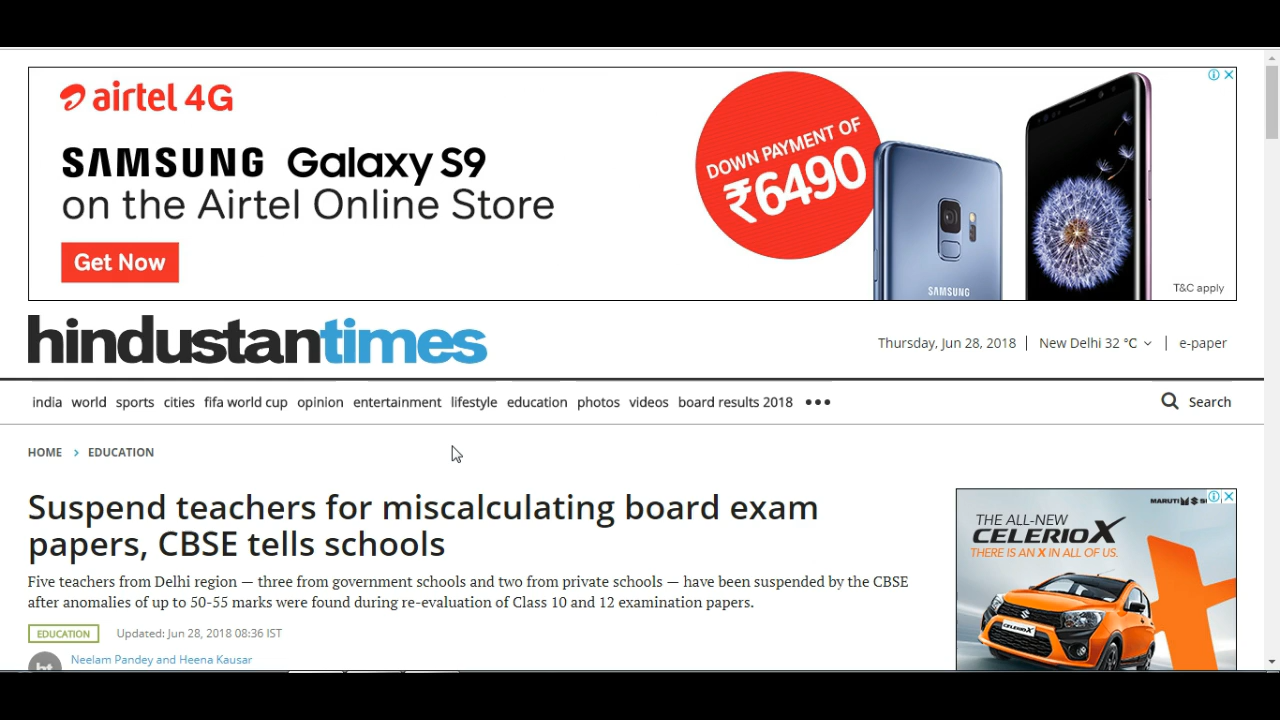 airtel 4G
SAMSUNG Galaxy S9
on the Airtel Online Store
Get Now
DOWN PAYMENT OF
₹6490
SAMSUNG
T&C apply
hindustantimes
Thursday, Jun 28, 2018 | New Delhi 32 °C | e-paper
india world sports cities fifa world cup opinion entertainment lifestyle education photos videos board results 2018 ••• Search
HOME > EDUCATION
Suspend teachers for miscalculating board exam
papers, CBSE tells schools
Five teachers from Delhi region — three from government schools and two from private schools — have been suspended by the CBSE
after anomalies of up to 50-55 marks were found during re-evaluation of Class 10 and 12 examination papers.
EDUCATION Updated: Jun 28, 2018 08:36 IST
ht Neelam Pandey and Heena Kausar
MARUTI
THE ALL-NEW
CELERIOX
THERE IS AN X IN ALL OF US.
CELERIOX